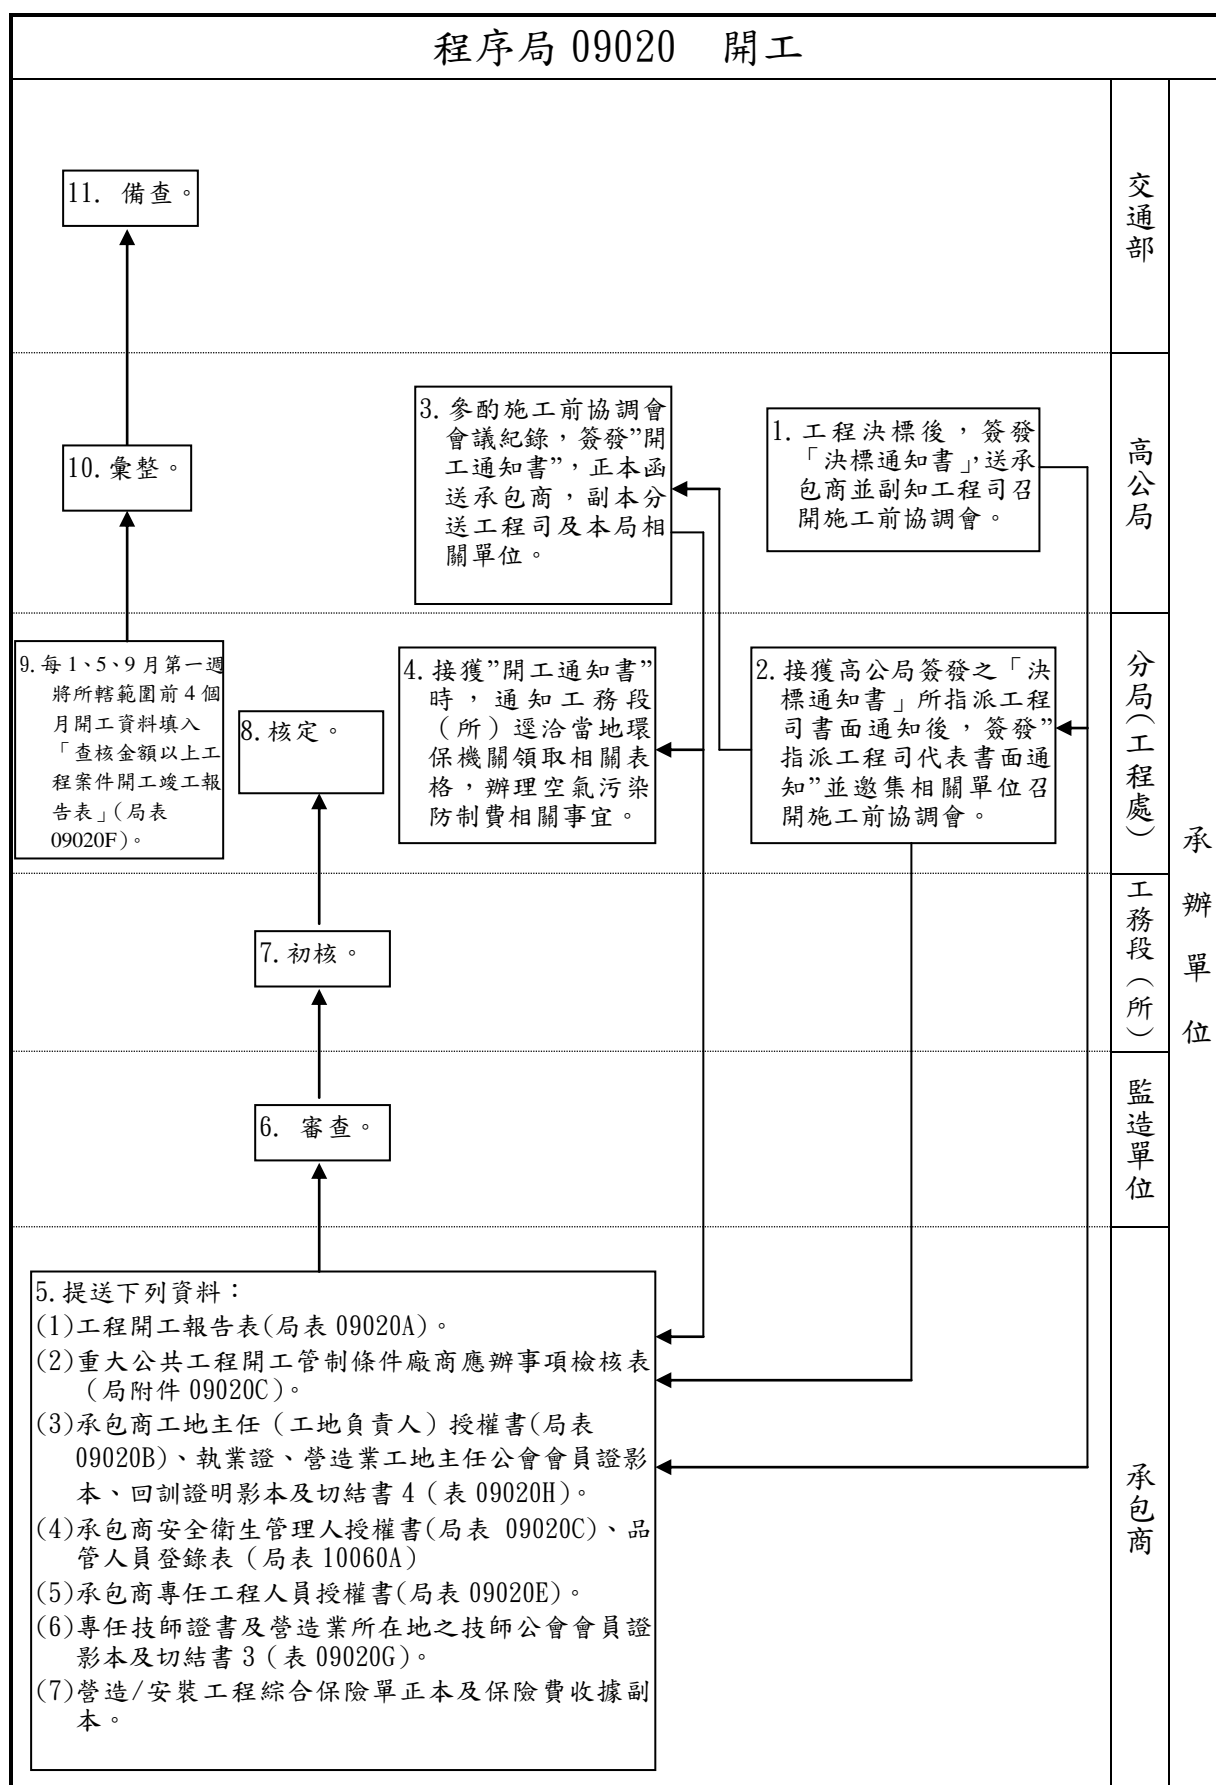 程序局 09020 開工
11. 備查。
交通部
3. 參酌施工前協調會
會議紀錄，簽發”開
工通知書”，正本函
送承包商，副本分
送工程司及本局相
關單位。
1. 工程決標後，簽發
「決標通知書」，送承
包商並副知工程司召
開施工前協調會。
10. 彙整。
高公局
9. 每 1、5、9 月第一週
將所轄範圍前 4 個
月開工資料填入
「查核金額以上工
程案件開工竣工報
告表」(局表
09020F)。
8. 核定。
4. 接獲”開工通知書”
時，通知工務段
（所）逕洽當地環
保機關領取相關表
格，辦理空氣污染
防制費相關事宜。
2. 接獲高公局簽發之「決
標通知書」所指派工程
司書面通知後，簽發”
指派工程司代表書面通
知”並邀集相關單位召
開施工前協調會。
分局（工程處）
7. 初核。
工務段（所）
承辦單位
6. 審查。
監造單位
5. 提送下列資料：
(1)工程開工報告表(局表 09020A)。
(2)重大公共工程開工管制條件廠商應辦事項檢核表
（局附件 09020C)。
(3)承包商工地主任（工地負責人）授權書(局表
09020B)、執業證、營造業工地主任公會會員證影
本、回訓證明影本及切結書 4（表 09020H)。
(4)承包商安全衛生管理人授權書(局表 09020C)、品
管人員登錄表（局表 10060A）
(5)承包商專任工程人員授權書(局表 09020E)。
(6)專任技師證書及營造業所在地之技師公會會員證
影本及切結書 3（表 09020G)。
(7)營造/安裝工程綜合保險單正本及保險費收據副
本。
承包商